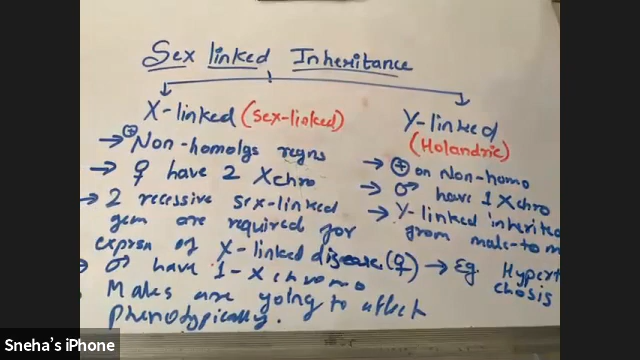 Sex linked Inheritance
X-linked (sex-linked)
→ ⊕ Non-homolgs regns
→ ♀ have 2 Xchro
→ 2 recessive sex-linked
gem are required for
exprsn of X-linked disease (♀)
→ ♂ have 1-X chromo
Males are going to affect
phenotypically.
Y-linked
(Holandric)
→ ⊕ on Non-homo
→ ♂ have 1 Xchro
→ Y-linked inherited
from male-to m
→ Eg Hypert
chosis
Sneha's iPhone